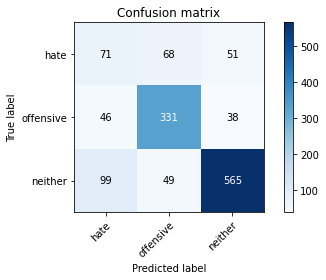 Confusion matrix
hate 71 68 51
offensive 46 331 38
neither 99 49 565
hate offensive neither
True label
Predicted label
500
400
300
200
100